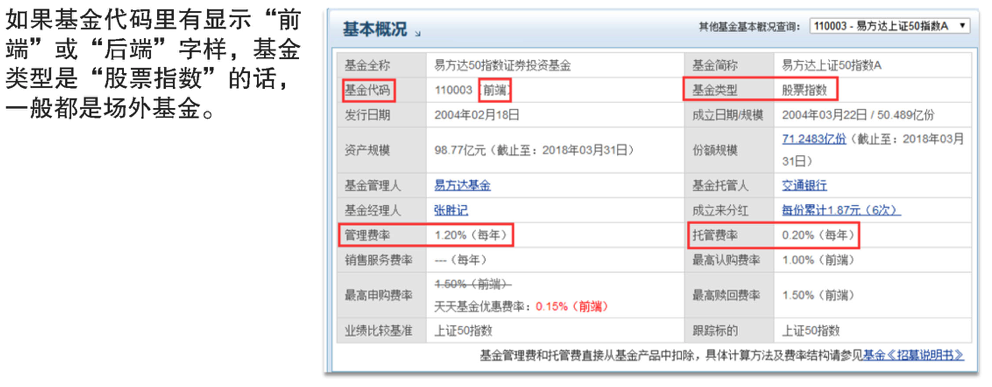 如果基金代码里有显示“前
端”或“后端”字样，基金
类型是“股票指数”的话，
一般都是场外基金。
基本概况
其他基金基本概况查询： 110003 - 易方达上证50指数A
基金全称 易方达50指数证券投资基金 基金简称 易方达上证50指数A
基金代码 110003（前端） 基金类型 股票指数
发行日期 2004年02月18日 成立日期/规模 2004年03月22日 / 50.489亿份
资产规模 98.77亿元（截止至：2018年03月31日） 份额规模 71.2483亿份（截止至：2018年03月
31日）
基金管理人 易方达基金 基金托管人 交通银行
基金经理人 张胜记 成立来分红 每份累计1.87元（6次）
管理费率 1.20%（每年） 托管费率 0.20%（每年）
销售服务费率 ---（每年） 最高认购费率 1.00%（前端）
最高申购费率 1.50%（前端）
天天基金优惠费率：0.15%（前端） 最高赎回费率 1.50%（前端）
业绩比较基准 上证50指数 跟踪标的 上证50指数
基金管理费和托管费直接从基金产品中扣除，具体计算方法及费率结构请参见基金《招募说明书》